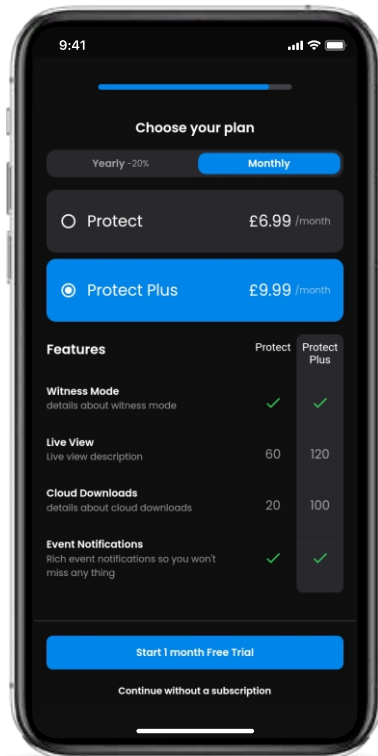 9:41
Choose your plan
Yearly -20% Monthly
Protect £6.99 /month
Protect Plus £9.99 /month
Features Protect Protect
Plus
Witness Mode
details about witness mode
Live View
Live view description 60 120
Cloud Downloads
details about cloud downloads 20 100
Event Notifications
Rich event notifications so you won't
miss any thing
Start 1 month Free Trial
Continue without a subscription